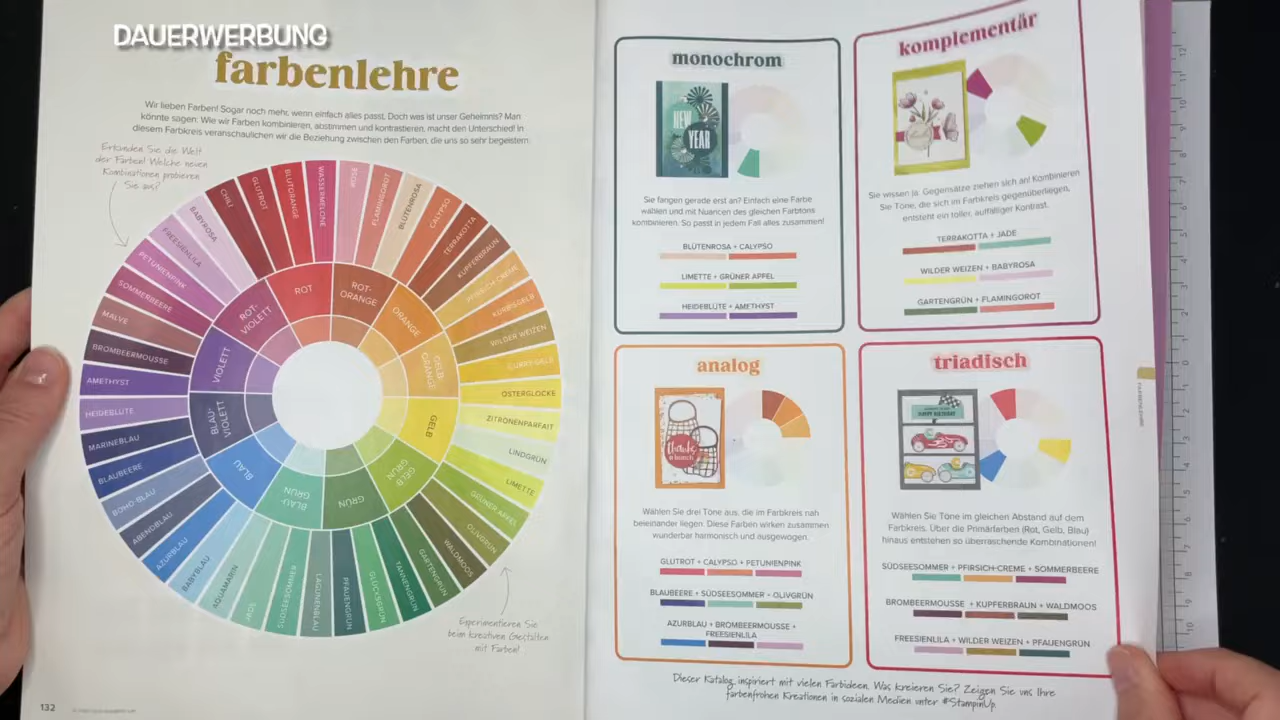 DAUERWERBUNG
farbenlehre
Wir lieben Farben! Sogar noch mehr, wenn einfach alles passt. Doch was ist unser Geheimnis? Man
könnte sagen: Wie wir Farben kombinieren, abstimmen und kontrastieren, macht den Unterschied! In
diesem Farbkreis veranschaulichen wir die Beziehung zwischen den Farben, die uns so sehr begeistern.
Erkunden Sie die Welt
der Farben! Welche neuen
Kombinationen probieren
Sie aus?
CHILI
GLUTROT
BLUTORANGE
WASSERMELONE
ROSE
FLAMINGOROT
BLÜTENROSA
CALYPSO
TERRAKOTTA
KUPFERBRAUN
PFIRSICH-CREME
KÜRBISGELB
WILDER WEIZEN
CURRY-GELB
OSTERGLOCKE
ZITRONENPARFAIT
LINDGRÜN
LIMETTE
GRÜNER APFEL
OLIVGRÜN
WALDMOOS
GARTENGRÜN
TANNENGRÜN
GLÜCKSGRÜN
PFAUENGRÜN
LAGUNENBLAU
SÜDSEESOMMER
JADE
AQUAMARIN
BABYBLAU
AZURBLAU
ABENDBLAU
BOHO-BLAU
BLAUBEERE
MARINEBLAU
HEIDEBLÜTE
AMETHYST
BROMBEERMOUSSE
MALVE
SOMMERBEERE
PETUNIENPINK
FREESIENLILA
BABYROSA
ROT
ROT-
ORANGE
ORANGE
GELB-
ORANGE
GELB
GELB
GRÜN
GRÜN
BLAU-
GRÜN
BLAU
BLAU-
VIOLETT
VIOLETT
ROT-
VIOLETT
Experimentieren Sie
beim kreativen Gestalten
mit Farben!
132
monochrom
NEW
YEAR
Sie fangen gerade erst an? Einfach eine Farbe
wählen und mit Nuancen des gleichen Farbtons
kombinieren. So passt in jedem Fall alles zusammen!
BLÜTENROSA + CALYPSO
LIMETTE + GRÜNER APFEL
HEIDEBLÜTE + AMETHYST
komplementär
Sie wissen ja: Gegensätze ziehen sich an! Kombinieren
Sie Töne, die sich im Farbkreis gegenüberliegen,
entsteht ein toller, auffälliger Kontrast.
TERRAKOTTA + JADE
WILDER WEIZEN + BABYROSA
GARTENGRÜN + FLAMINGOROT
analog
thanks
a bunch
Wählen Sie drei Töne aus, die im Farbkreis nah
beieinander liegen. Diese Farben wirken zusammen
wunderbar harmonisch und ausgewogen.
GLUTROT + CALYPSO + PETUNIENPINK
BLAUBEERE + SÜDSEESOMMER + OLIVGRÜN
AZURBLAU + BROMBEERMOUSSE +
FREESIENLILA
triadisch
HAPPY BIRTHDAY
Wählen Sie Töne im gleichen Abstand auf dem
Farbkreis. Über die Primärfarben (Rot, Gelb, Blau)
hinaus entstehen so überraschende Kombinationen!
SÜDSEESOMMER + PFIRSICH-CREME + SOMMERBEERE
BROMBEERMOUSSE + KUPFERBRAUN + WALDMOOS
FREESIENLILA + WILDER WEIZEN + PFAUENGRÜN
Dieser Katalog inspiriert mit vielen Farbideen. Was kreieren Sie? Zeigen Sie uns Ihre
farbenfrohen Kreationen in sozialen Medien unter #StampinUp.
FARBENLEHRE